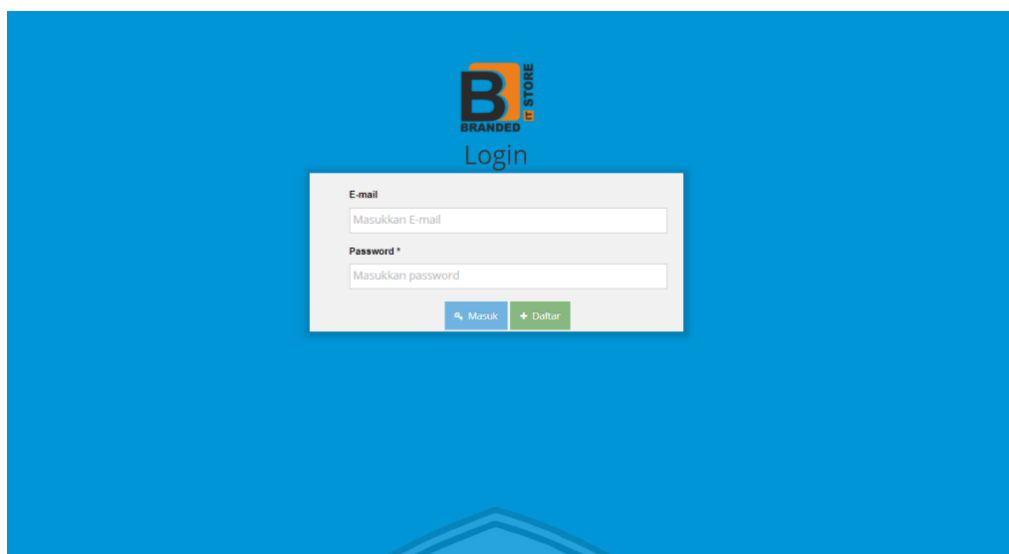 B
BRANDED
IT STORE
Login
E-mail
Masukkan E-mail
Password *
Masukkan password
Masuk
+ Daftar